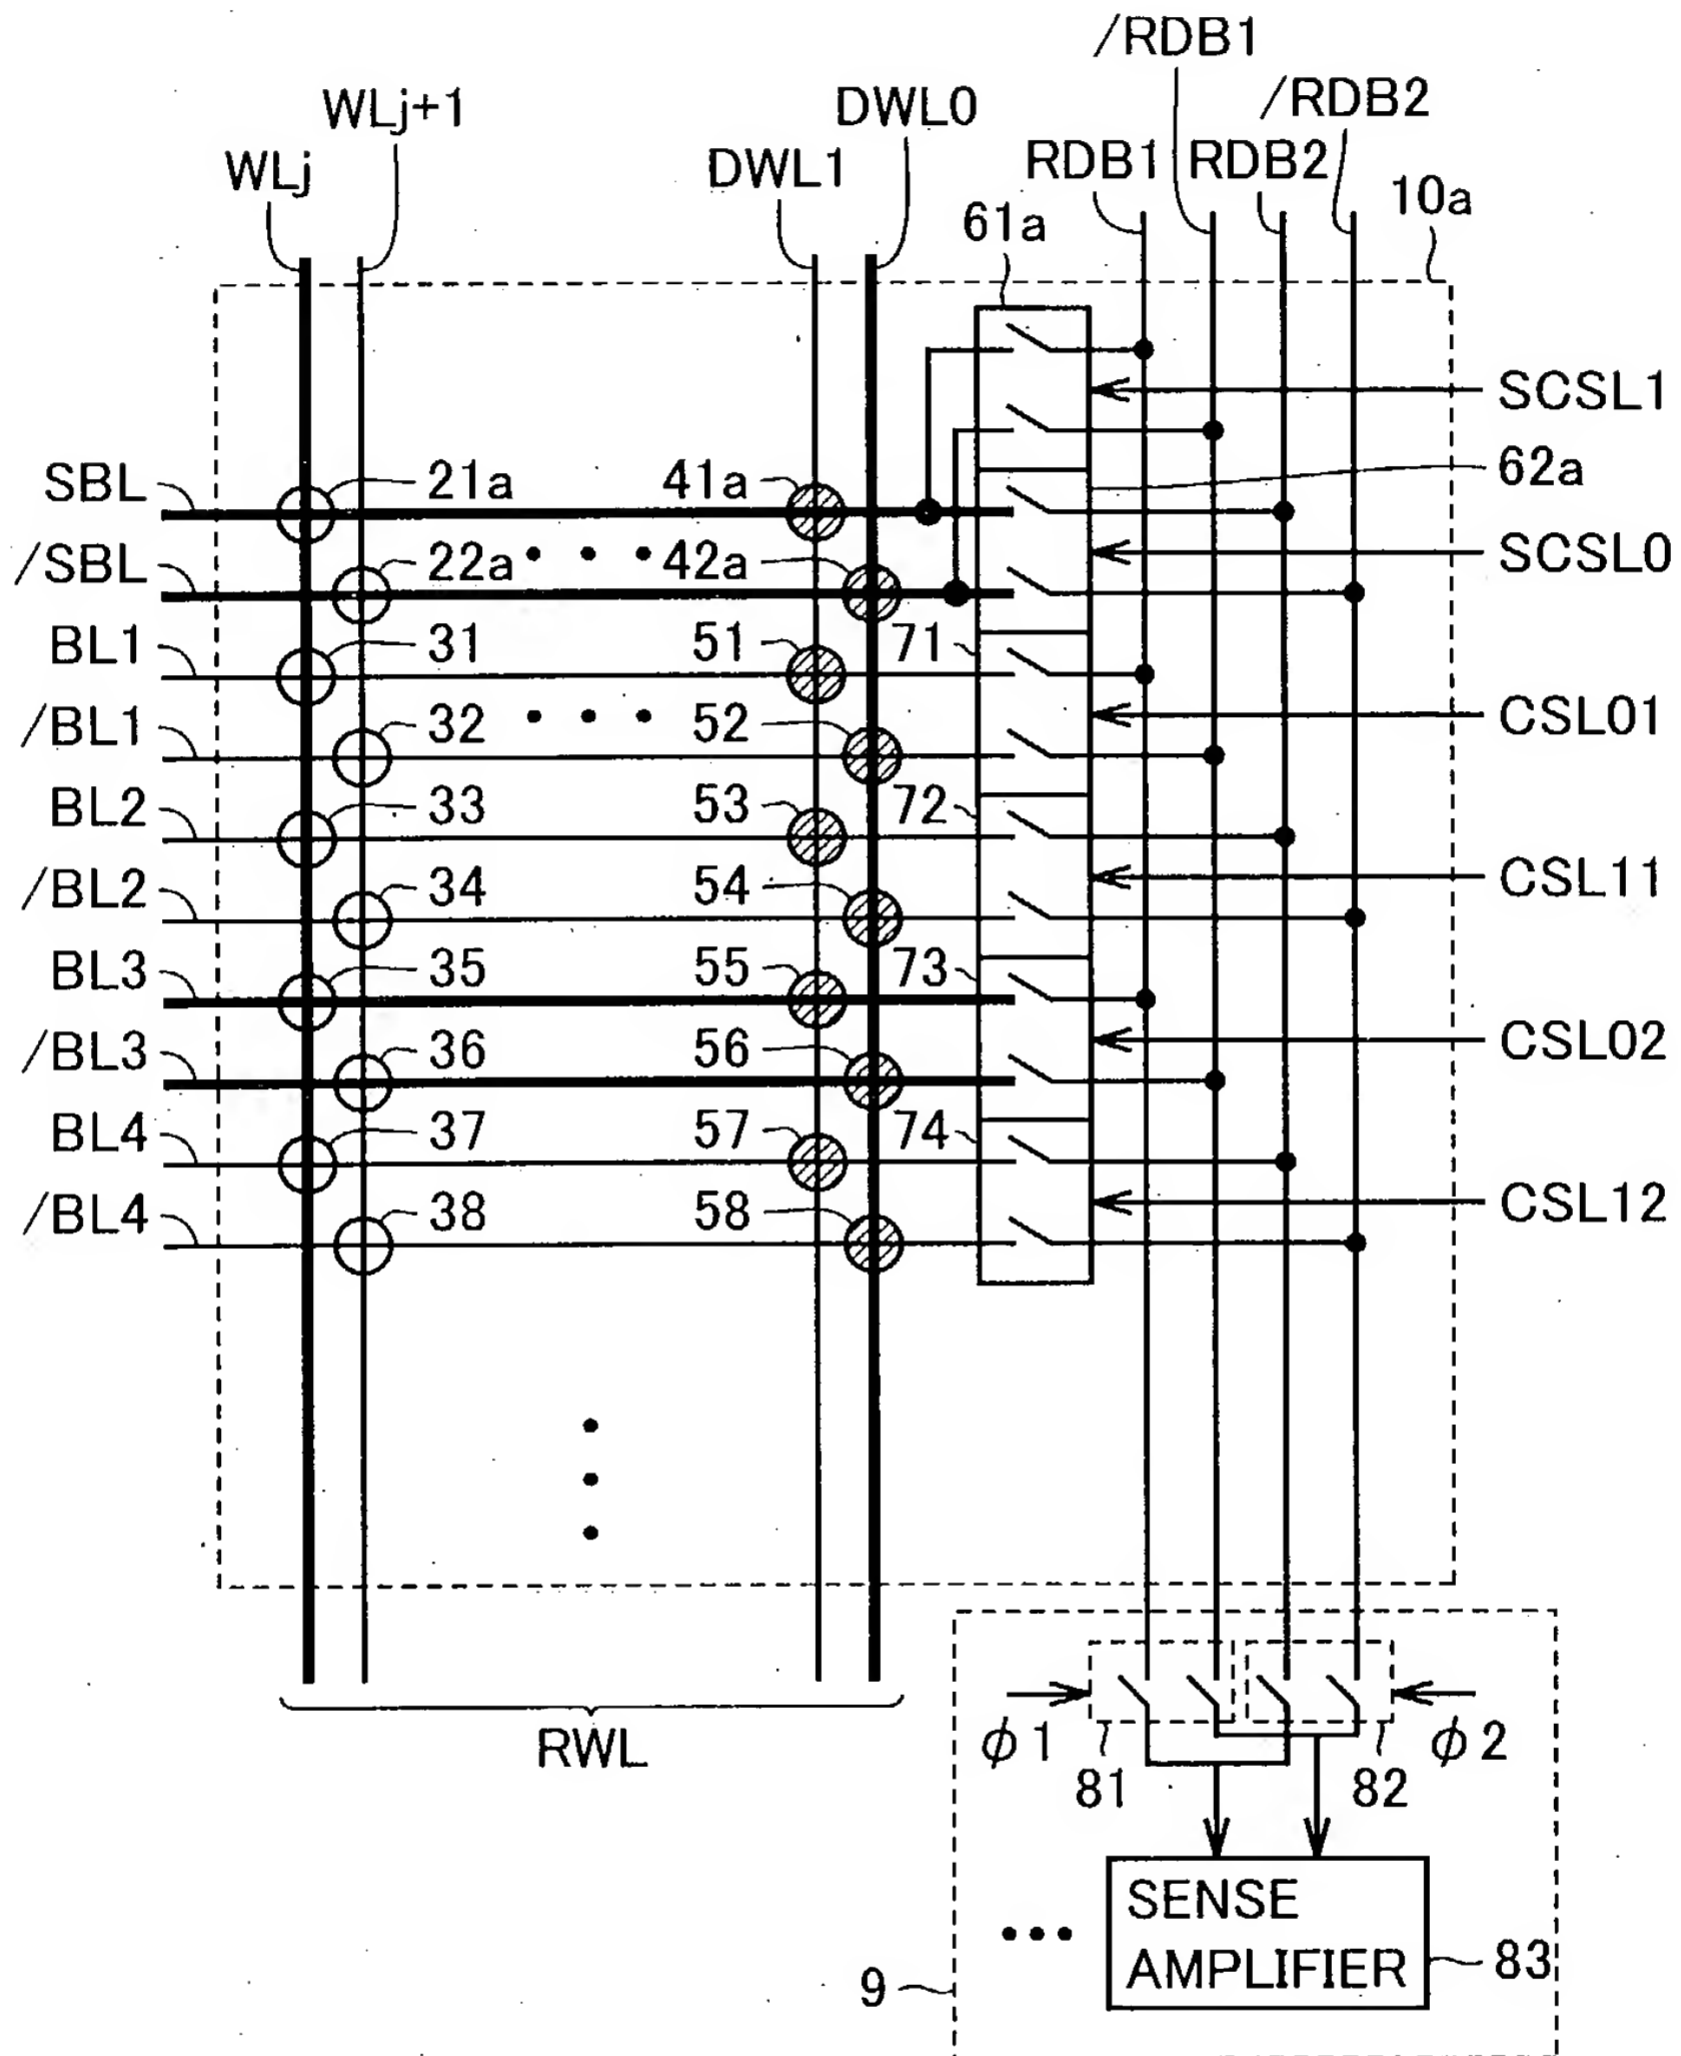 /RDB1
WLj+1
DWL0
/RDB2
WLj
DWL1
RDB1
RDB2
61a
10a
SCSL1
SBL
21a
41a
62a
/SBL
22a
42a
SCSL0
BL1
31
51
71
/BL1
32
52
CSL01
BL2
33
53
72
/BL2
34
54
CSL11
BL3
35
55
73
/BL3
36
56
CSL02
BL4
37
57
74
/BL4
38
58
CSL12
RWL
φ1
81
82
φ2
SENSE
AMPLIFIER
83
9